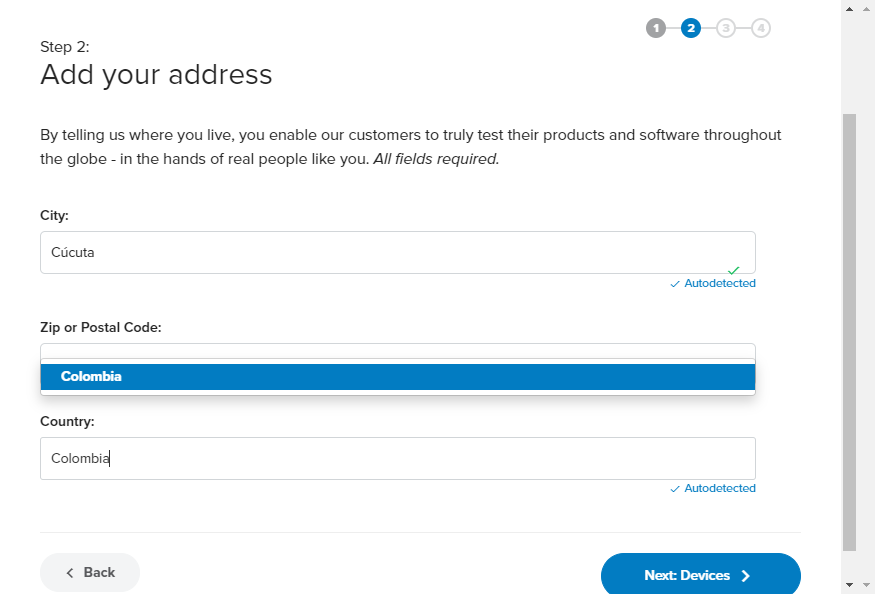 1 2 3 4
Step 2:
Add your address
By telling us where you live, you enable our customers to truly test their products and software throughout
the globe - in the hands of real people like you. All fields required.
City:
Cúcuta
Autodetected
Zip or Postal Code:
Colombia
Country:
Colombia
Autodetected
Back
Next: Devices